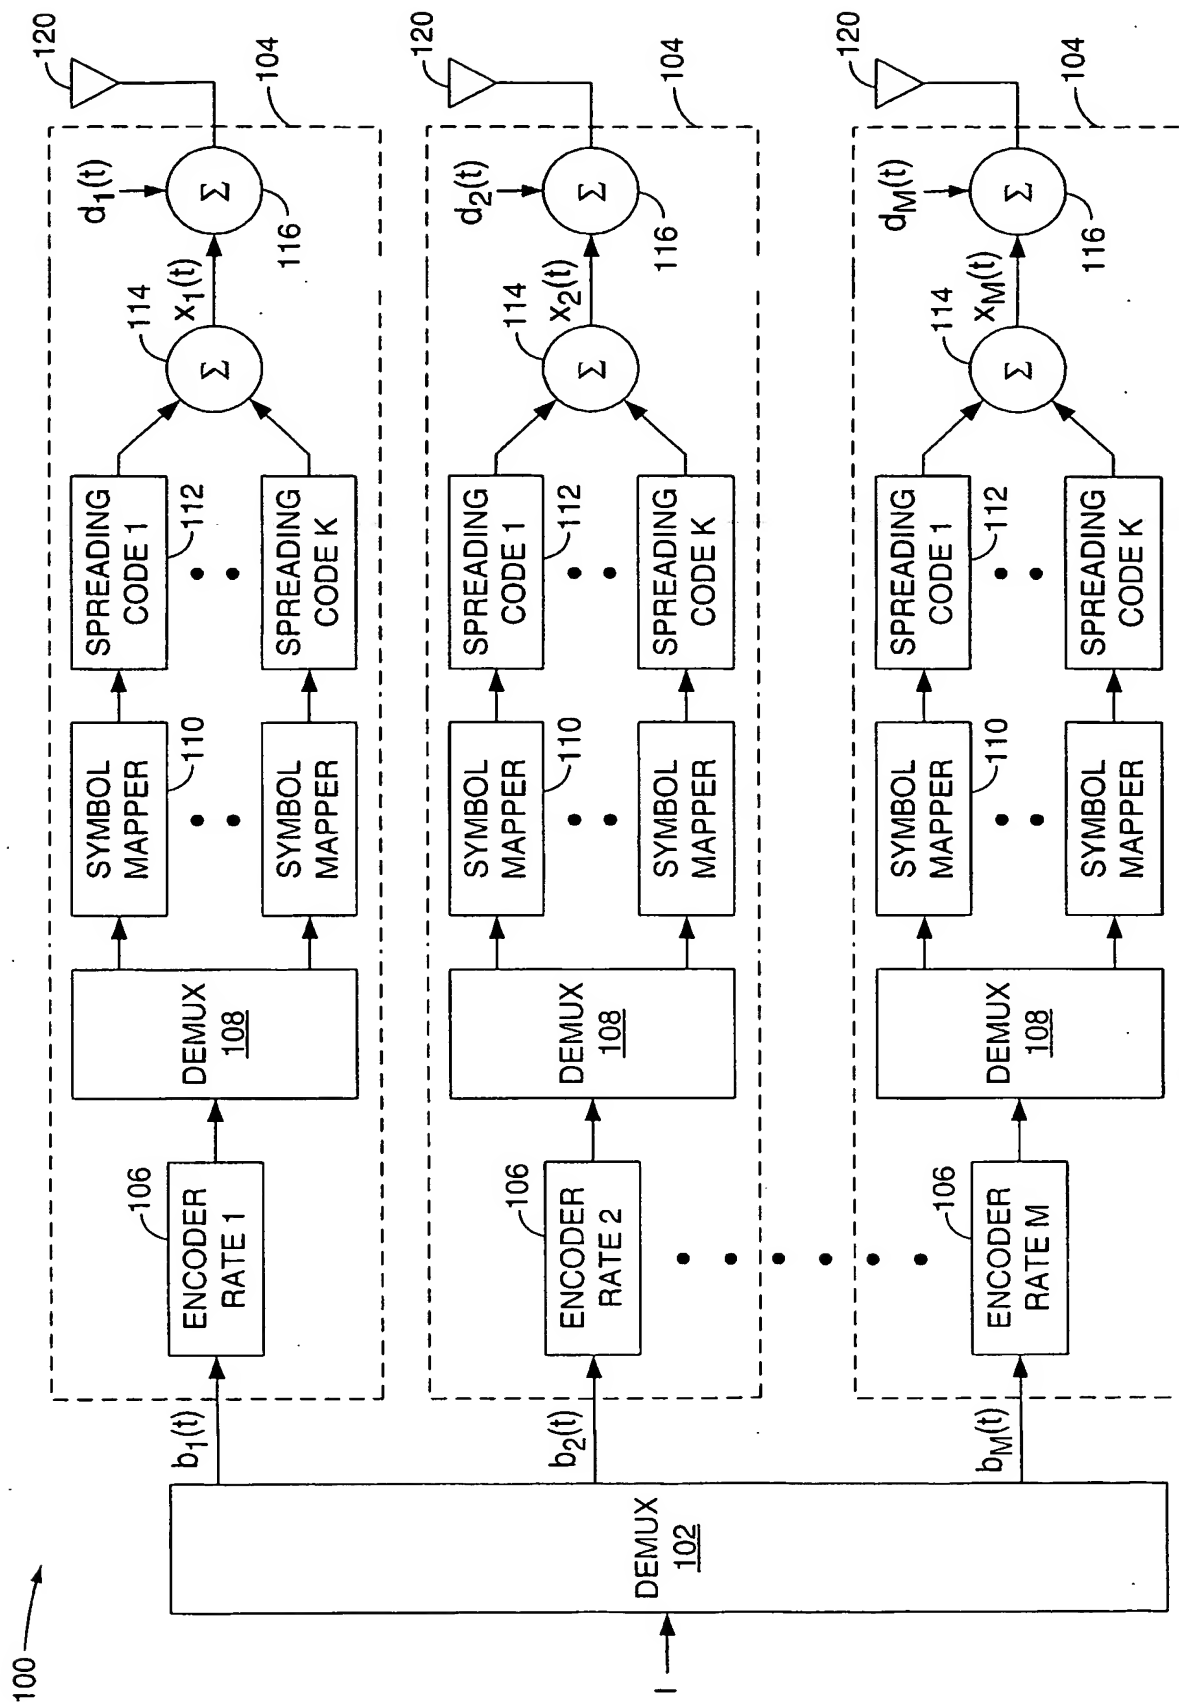 100
I
DEMUX
102
b1(t)
ENCODER
RATE 1
106
DEMUX
108
SYMBOL
MAPPER
110
SYMBOL
MAPPER
SPREADING
CODE 1
112
SPREADING
CODE K
114
Σ
x1(t)
d1(t)
Σ
116
104
120
b2(t)
ENCODER
RATE 2
106
DEMUX
108
SYMBOL
MAPPER
110
SYMBOL
MAPPER
SPREADING
CODE 1
112
SPREADING
CODE K
114
Σ
x2(t)
d2(t)
Σ
116
104
120
bM(t)
ENCODER
RATE M
106
DEMUX
108
SYMBOL
MAPPER
110
SYMBOL
MAPPER
SPREADING
CODE 1
112
SPREADING
CODE K
114
Σ
xM(t)
dM(t)
Σ
116
104
120